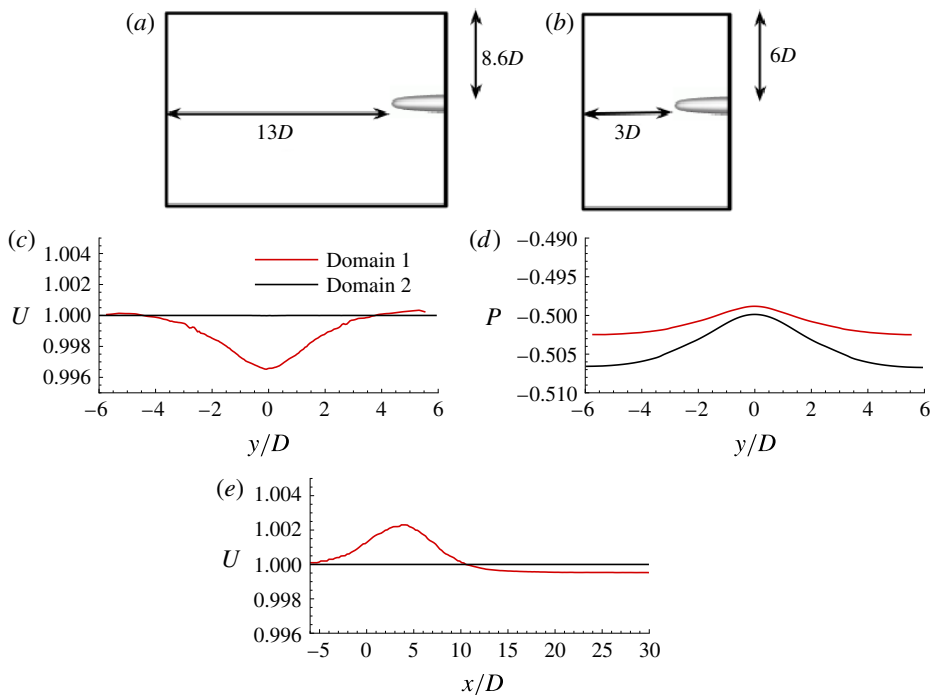 (a)
(b)
8.6D
6D
13D
3D
(c)
(d)
1.004
1.002
1.000
0.998
0.996
U
Domain 1
Domain 2
−6 −4 −2 0 2 4 6
y/D
−0.490
−0.495
−0.500
−0.505
−0.510
P
−6 −4 −2 0 2 4 6
y/D
(e)
1.004
1.002
1.000
0.998
0.996
U
−5 0 5 10 15 20 25 30
x/D